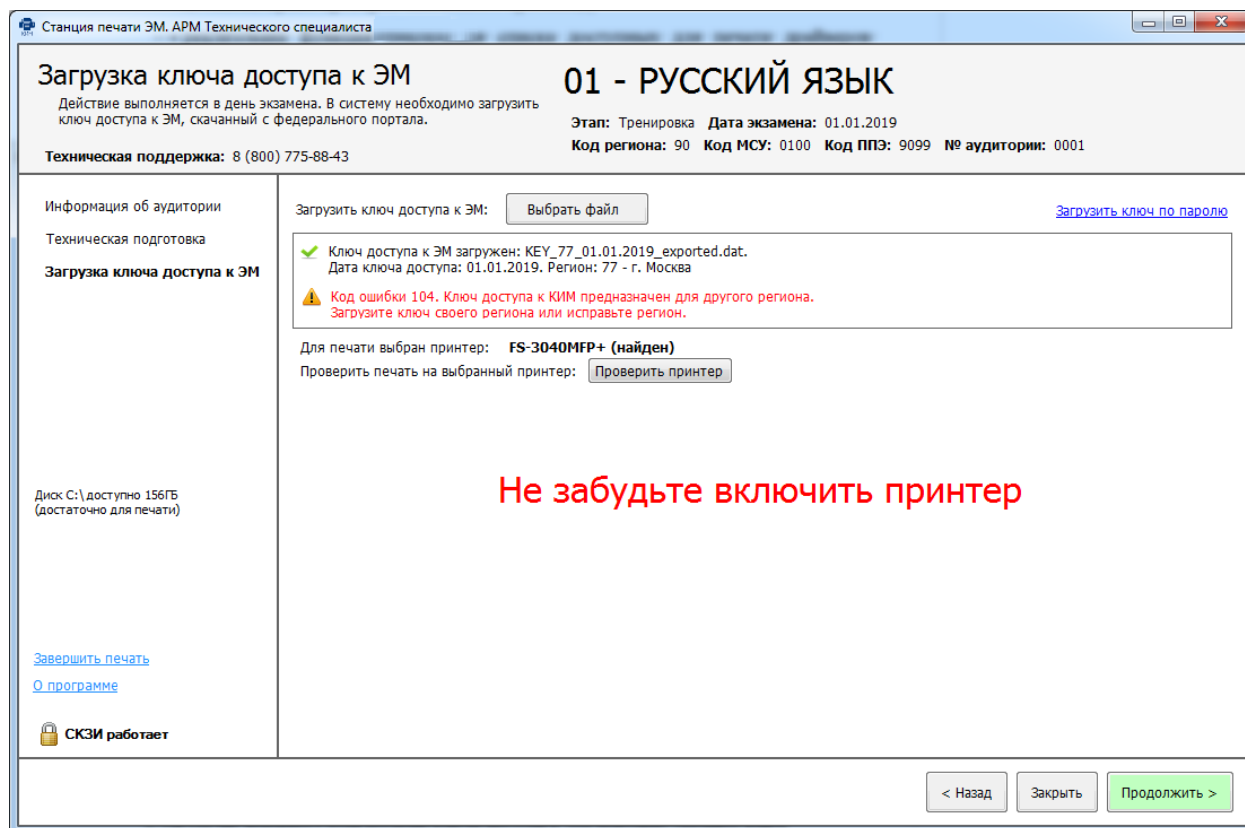 Станция печати ЭМ. АРМ Технического специалиста
Загрузка ключа доступа к ЭМ
Действие выполняется в день экзамена. В систему необходимо загрузить
ключ доступа к ЭМ, скачанный с федерального портала.
Техническая поддержка: 8 (800) 775-88-43
01 - РУССКИЙ ЯЗЫК
Этап: Тренировка Дата экзамена: 01.01.2019
Код региона: 90 Код МСУ: 0100 Код ППЭ: 9099 № аудитории: 0001
Информация об аудитории
Техническая подготовка
Загрузка ключа доступа к ЭМ
Диск C:\ доступно 156ГБ
(достаточно для печати)
Завершить печать
О программе
СКЗИ работает
Загрузить ключ доступа к ЭМ: Выбрать файл Загрузить ключ по паролю
Ключ доступа к ЭМ загружен: KEY_77_01.01.2019_exported.dat.
Дата ключа доступа: 01.01.2019. Регион: 77 - г. Москва
Код ошибки 104. Ключ доступа к КИМ предназначен для другого региона.
Загрузите ключ своего региона или исправьте регион.
Для печати выбран принтер: FS-3040MFP+ (найден)
Проверить печать на выбранный принтер: Проверить принтер
Не забудьте включить принтер
< Назад Закрыть Продолжить >